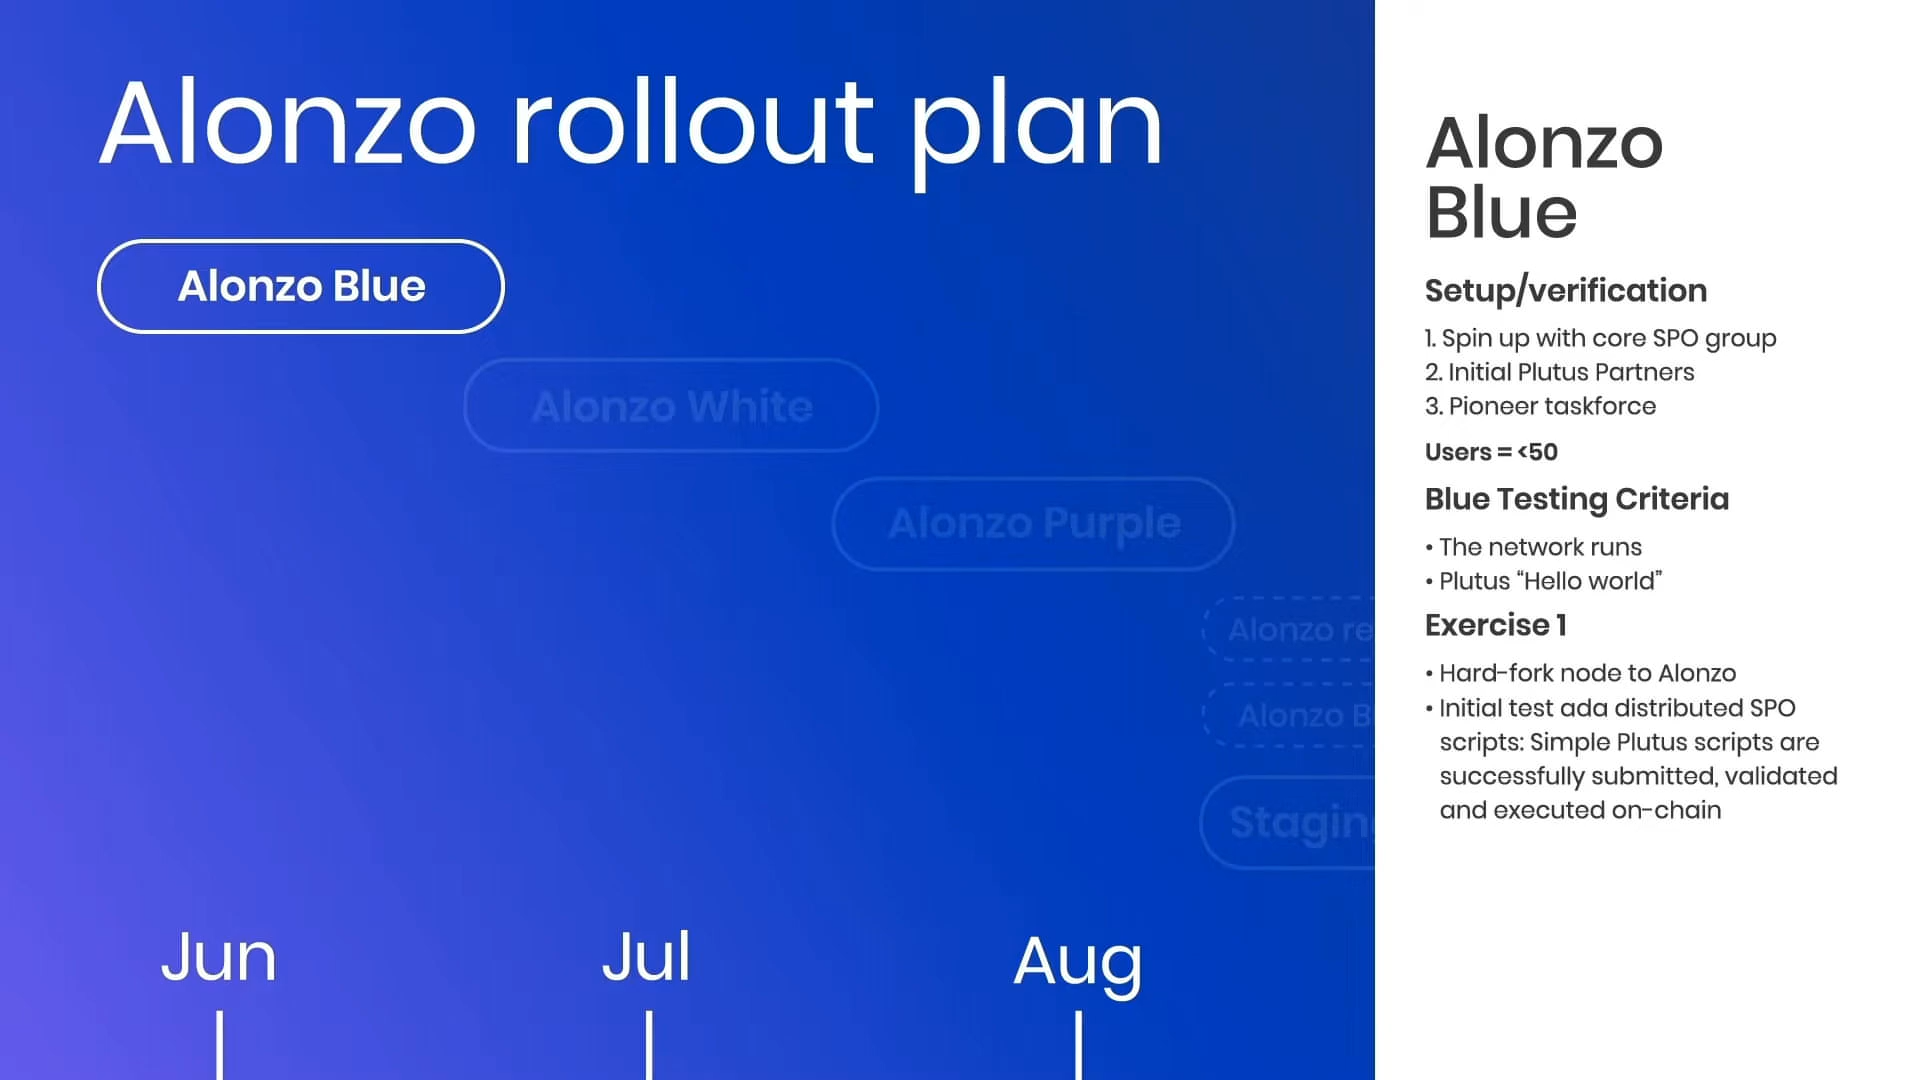 Alonzo rollout plan
Alonzo Blue
Alonzo White
Alonzo Purple
Alonzo
Alonzo
Jun
Jul
Aug
Alonzo
Blue
Setup/verification
1. Spin up with core SPO group
2. Initial Plutus Partners
3. Pioneer taskforce
Users = <50
Blue Testing Criteria
• The network runs
• Plutus “Hello world”
Exercise 1
• Hard-fork node to Alonzo
• Initial test ada distributed SPO
scripts: Simple Plutus scripts are
successfully submitted, validated
and executed on-chain